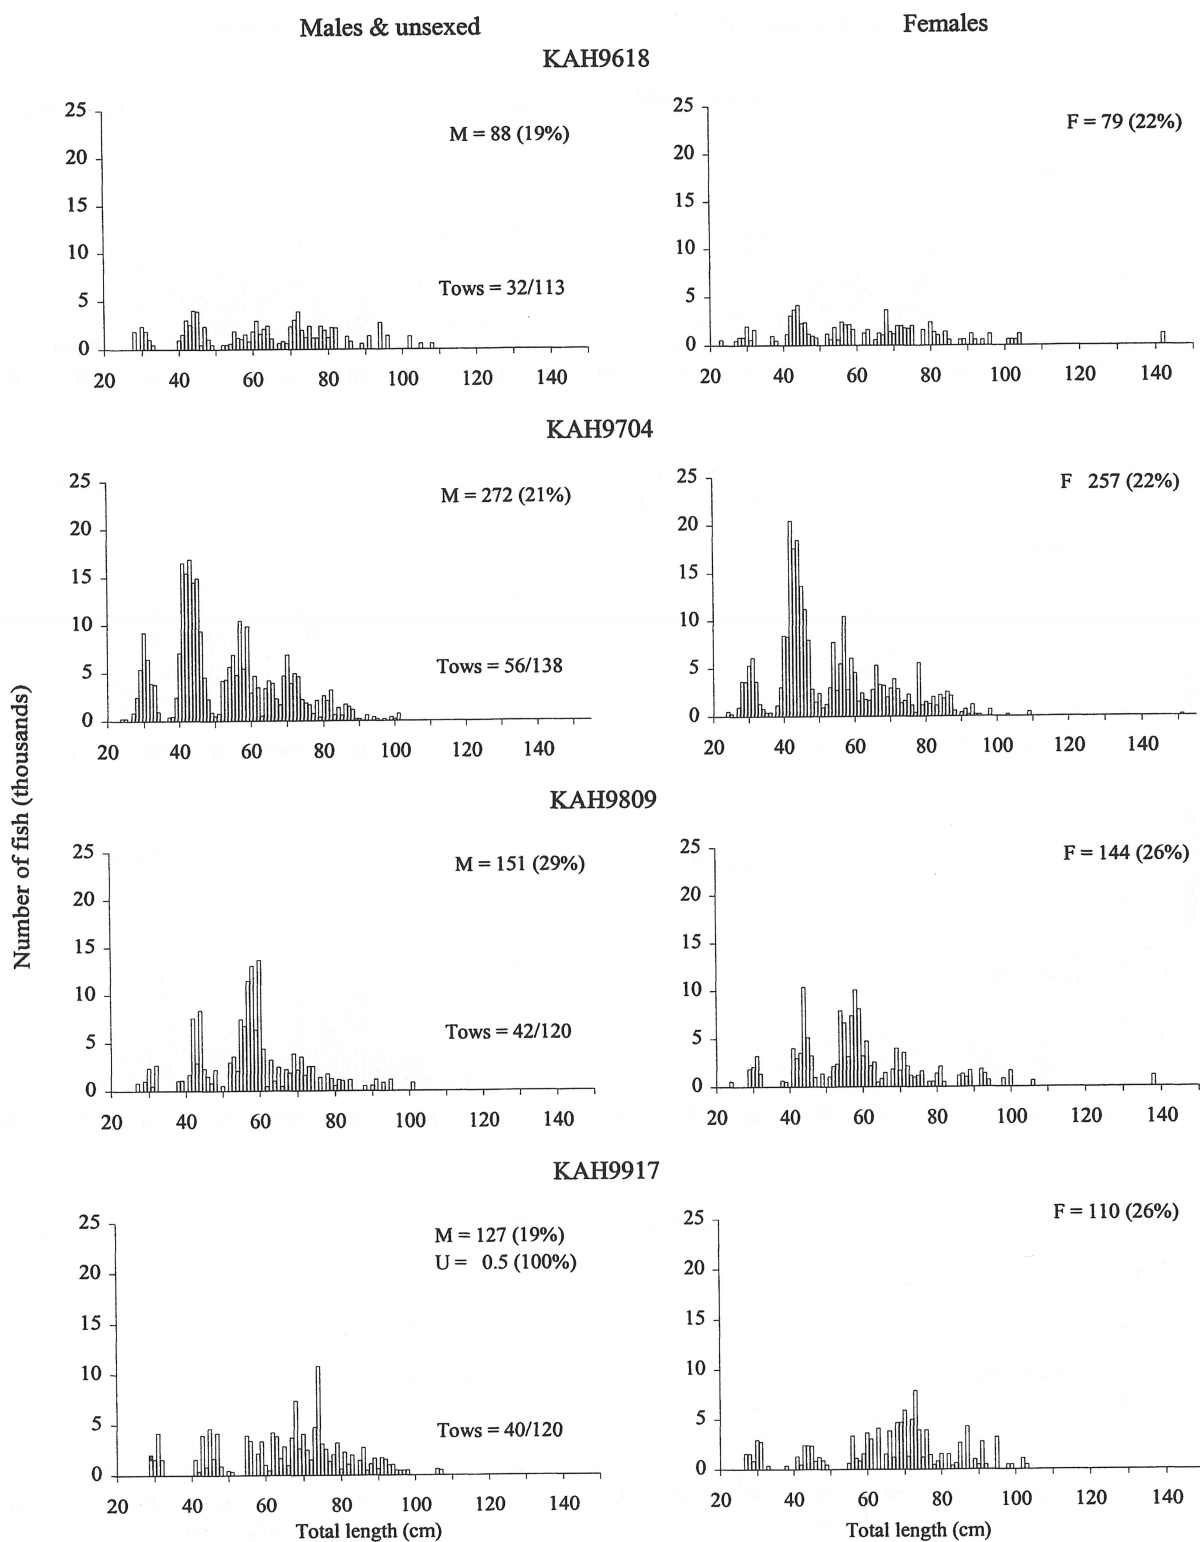 Males & unsexed
Females
KAH9618
25
20
15
10
5
0
M = 88 (19%)
Tows = 32/113
20 40 60 80 100 120 140
25
20
15
10
5
0
F = 79 (22%)
20 40 60 80 100 120 140
KAH9704
25
20
15
10
5
0
M = 272 (21%)
Tows = 56/138
20 40 60 80 100 120 140
25
20
15
10
5
0
F 257 (22%)
20 40 60 80 100 120 140
Number of fish (thousands)
KAH9809
25
20
15
10
5
0
M = 151 (29%)
Tows = 42/120
20 40 60 80 100 120 140
25
20
15
10
5
0
F = 144 (26%)
20 40 60 80 100 120 140
KAH9917
25
20
15
10
5
0
M = 127 (19%)
U = 0.5 (100%)
Tows = 40/120
20 40 60 80 100 120 140
Total length (cm)
25
20
15
10
5
0
F = 110 (26%)
20 40 60 80 100 120 140
Total length (cm)